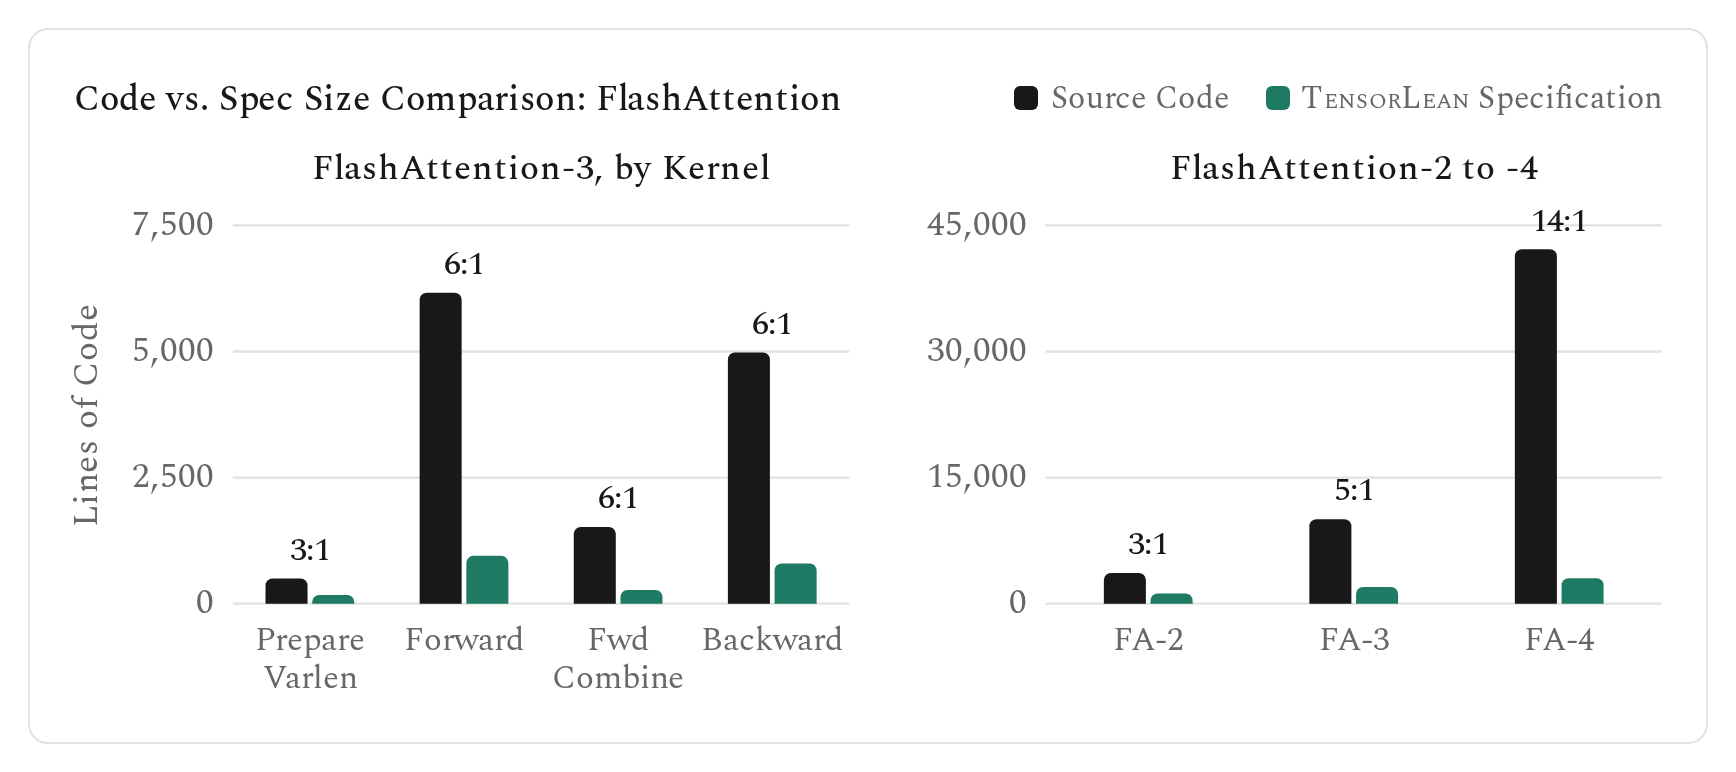 Code vs. Spec Size Comparison: FlashAttention
Source Code
TensorLean Specification
FlashAttention-3, by Kernel
Lines of Code
7,500
5,000
2,500
0
3:1
6:1
6:1
6:1
Prepare Varlen
Forward
Fwd Combine
Backward
FlashAttention-2 to -4
45,000
30,000
15,000
0
3:1
5:1
14:1
FA-2
FA-3
FA-4